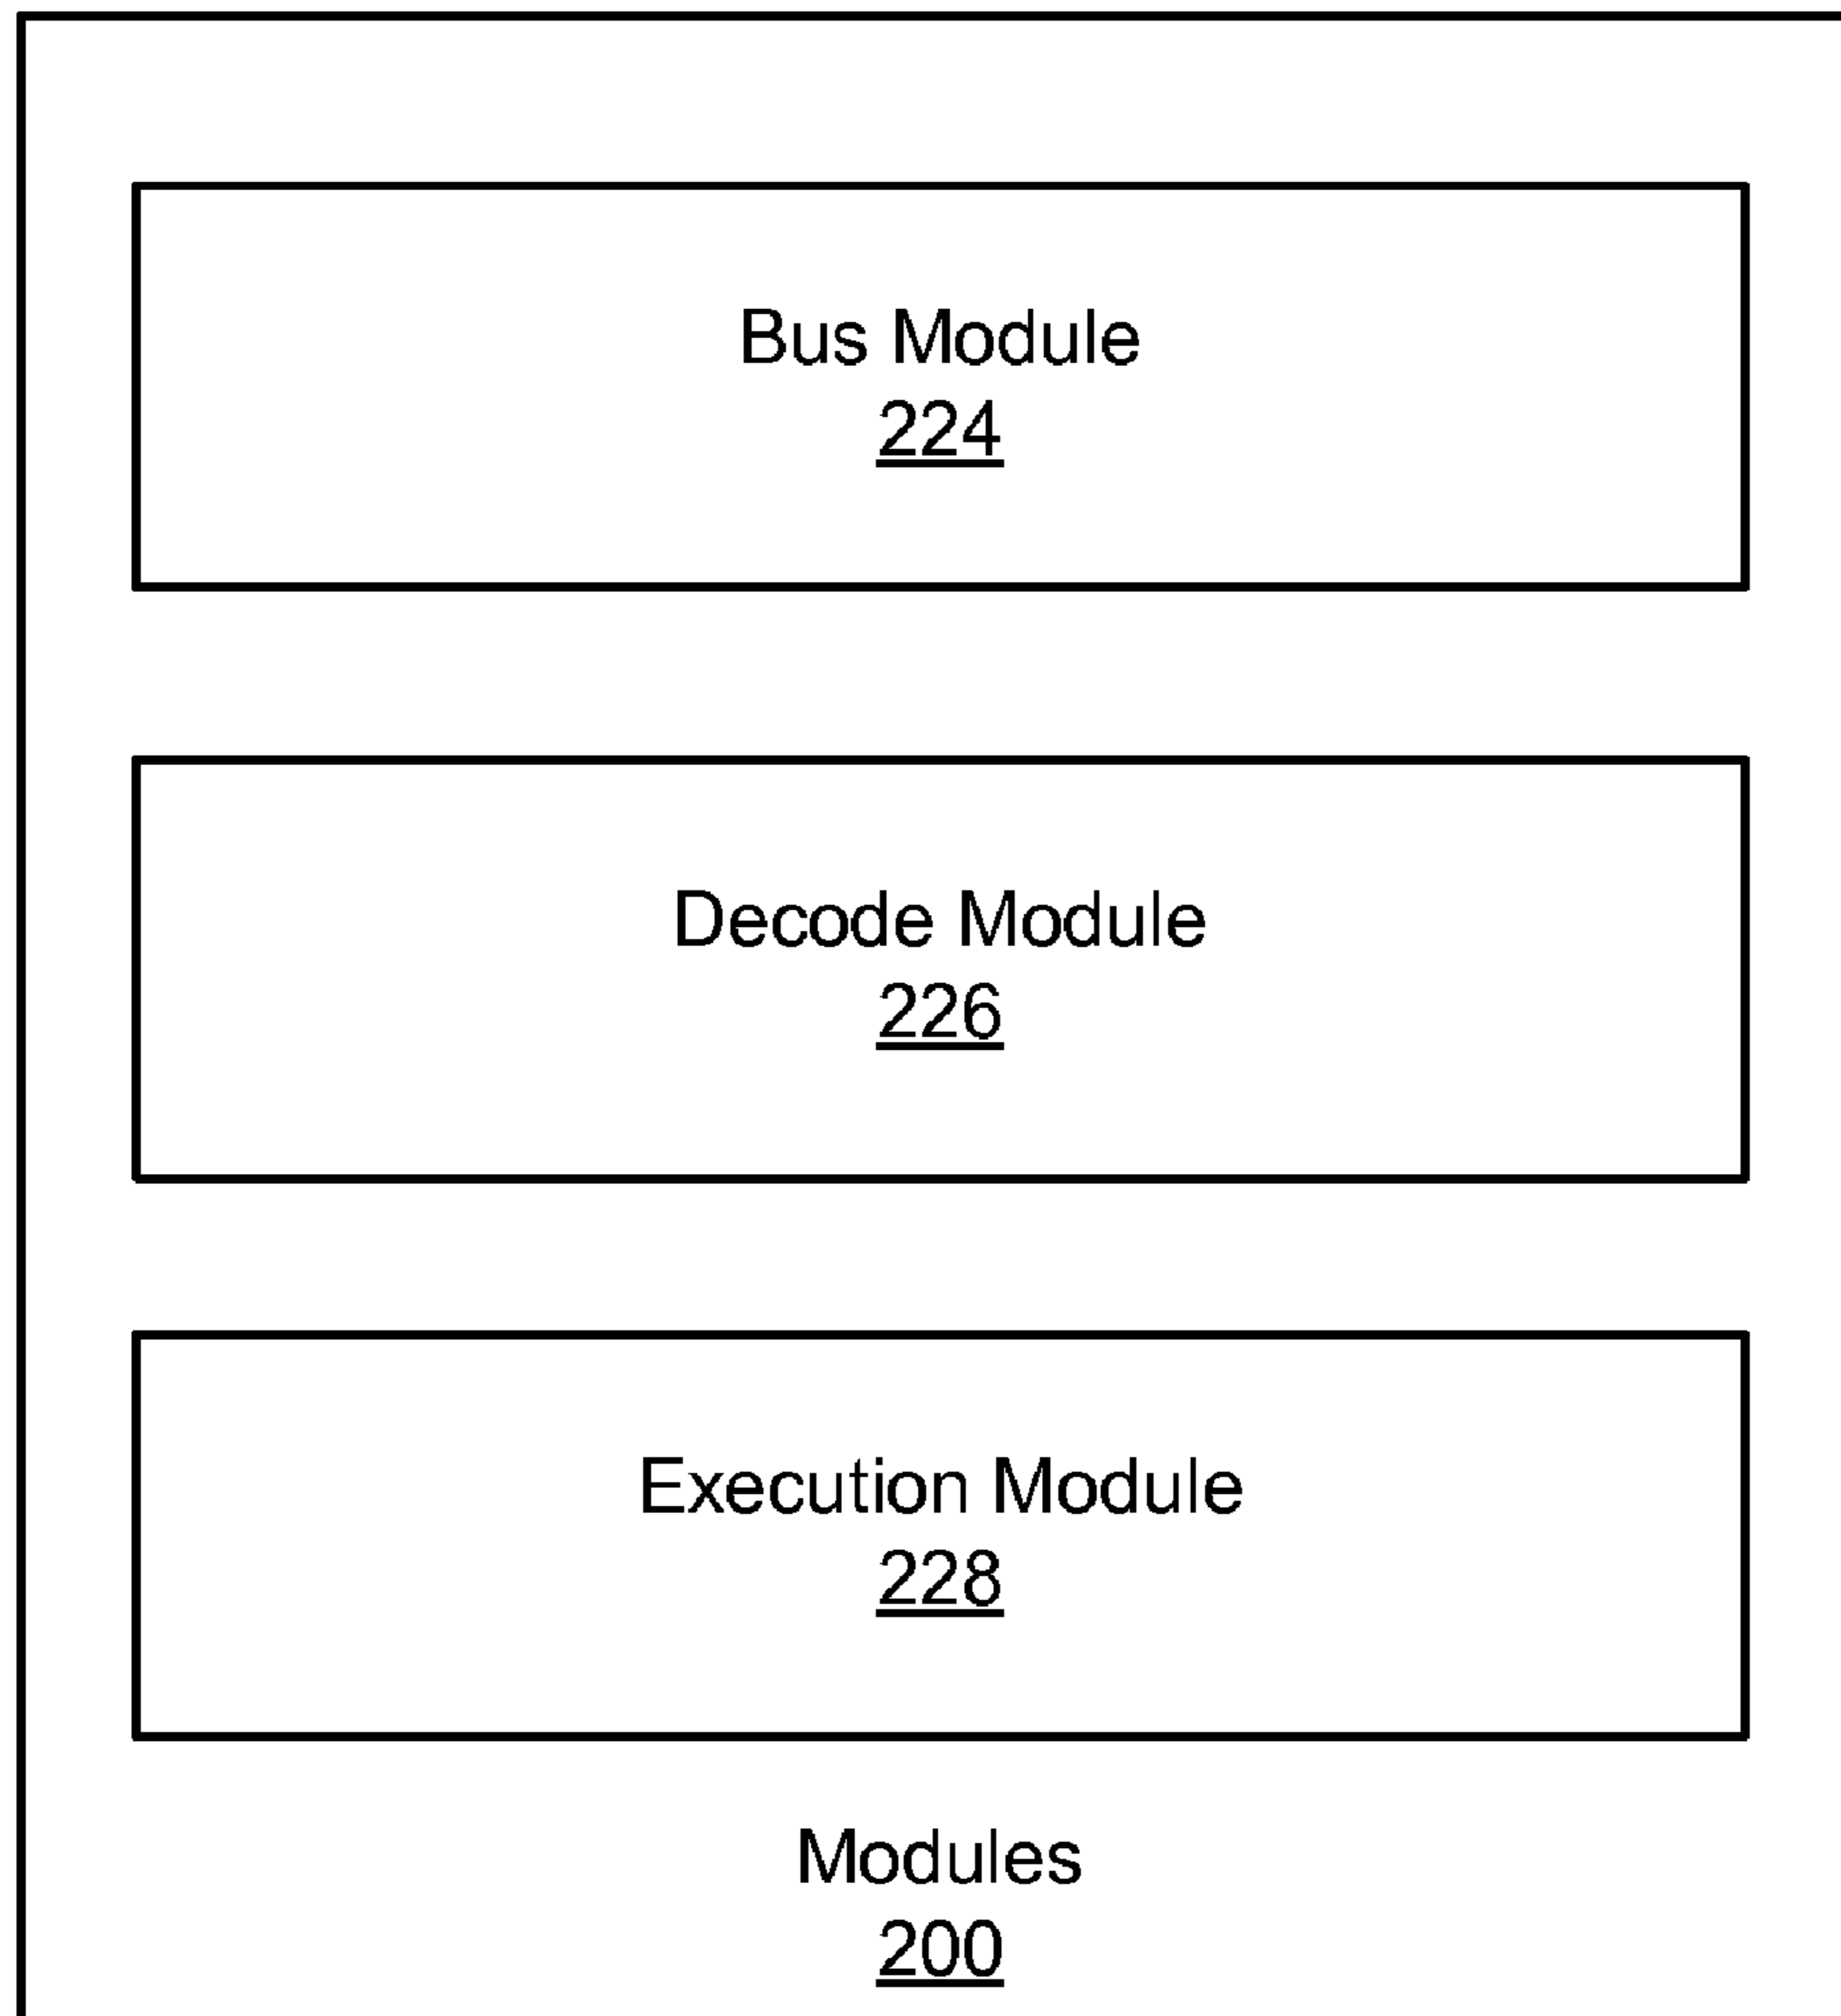 Bus Module
224
Decode Module
226
Execution Module
228
Modules
200